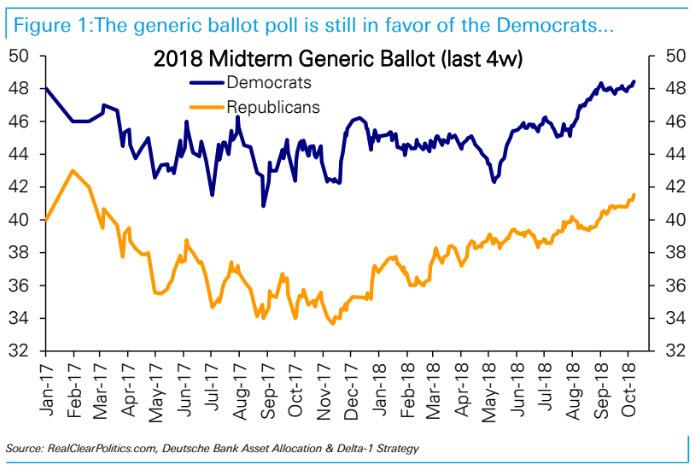 Figure 1:The generic ballot poll is still in favor of the Democrats...
2018 Midterm Generic Ballot (last 4w)
Democrats
Republicans
50
48
46
44
42
40
38
36
34
32
50
48
46
44
42
40
38
36
34
32
Jan-17
Feb-17
Mar-17
Apr-17
May-17
Jun-17
Jul-17
Aug-17
Sep-17
Oct-17
Nov-17
Dec-17
Jan-18
Feb-18
Mar-18
Apr-18
May-18
Jun-18
Jul-18
Aug-18
Sep-18
Oct-18
Source: RealClearPolitics.com, Deutsche Bank Asset Allocation & Delta-1 Strategy